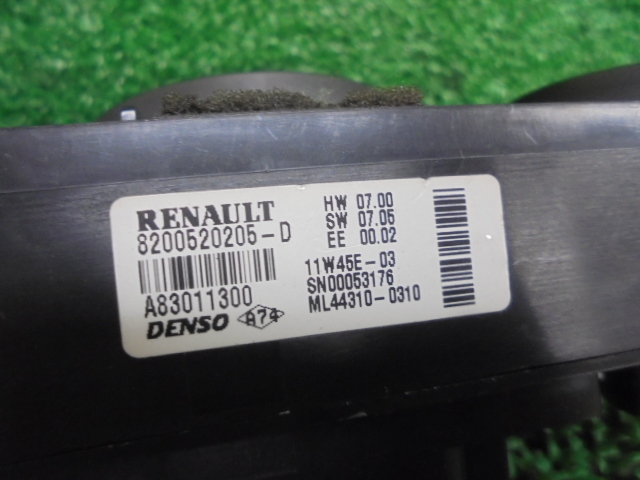 RENAULT
8200520205-D
A83011300
DENSO A74
HW 07.00
SW 07.05
EE 00.02
11W45E-03
SN00053176
ML44310-0310